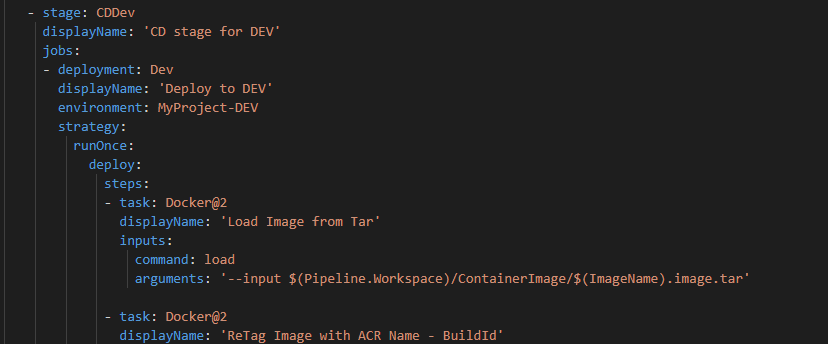 - stage: CDDev
displayName: 'CD stage for DEV'
jobs:
- deployment: Dev
displayName: 'Deploy to DEV'
environment: MyProject-DEV
strategy:
runOnce:
deploy:
steps:
- task: Docker@2
displayName: 'Load Image from Tar'
inputs:
command: load
arguments: '--input $(Pipeline.Workspace)/ContainerImage/$(ImageName).image.tar'
- task: Docker@2
displayName: 'ReTag Image with ACR Name - BuildId'